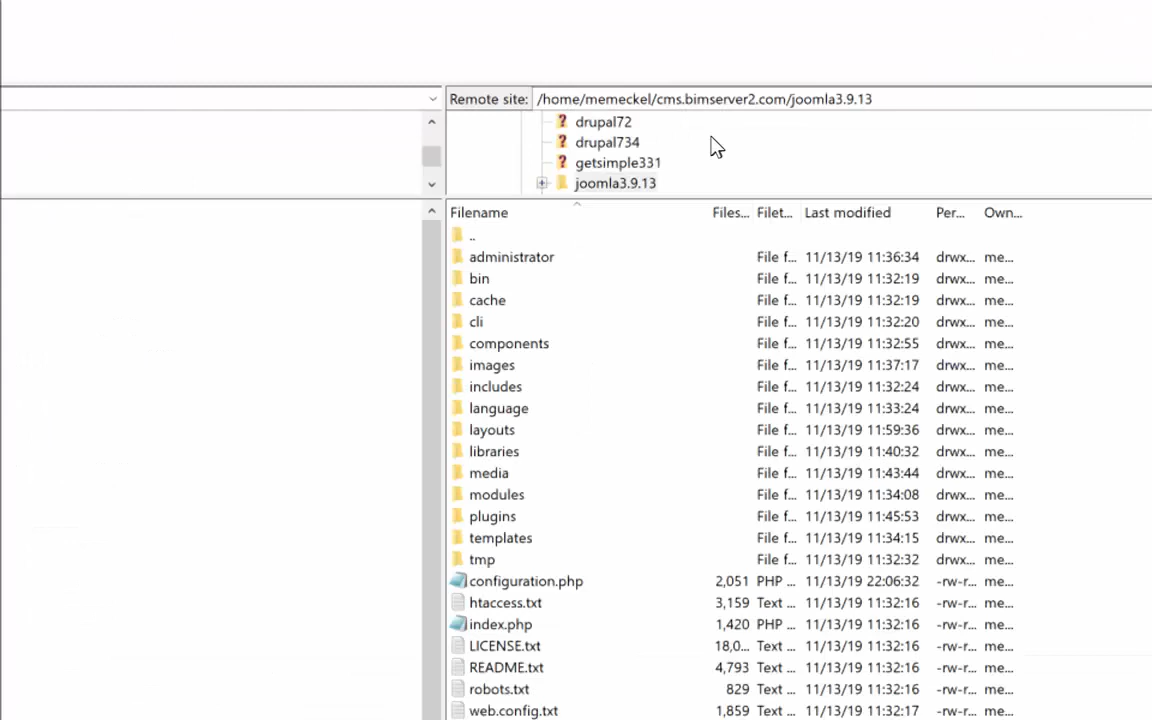 Remote site: /home/memeckel/cms.bimserver2.com/joomla3.9.13
? drupal72
? drupal734
? getsimple331
joomla3.9.13
Filename Files... Filet... Last modified Per... Own...
..
administrator File f... 11/13/19 11:36:34 drwx... me...
bin File f... 11/13/19 11:32:19 drwx... me...
cache File f... 11/13/19 11:32:19 drwx... me...
cli File f... 11/13/19 11:32:20 drwx... me...
components File f... 11/13/19 11:32:55 drwx... me...
images File f... 11/13/19 11:37:17 drwx... me...
includes File f... 11/13/19 11:32:24 drwx... me...
language File f... 11/13/19 11:33:24 drwx... me...
layouts File f... 11/13/19 11:59:36 drwx... me...
libraries File f... 11/13/19 11:40:32 drwx... me...
media File f... 11/13/19 11:43:44 drwx... me...
modules File f... 11/13/19 11:34:08 drwx... me...
plugins File f... 11/13/19 11:45:53 drwx... me...
templates File f... 11/13/19 11:34:15 drwx... me...
tmp File f... 11/13/19 11:32:32 drwx... me...
configuration.php 2,051 PHP ... 11/13/19 22:06:32 -rw-r... me...
htaccess.txt 3,159 Text ... 11/13/19 11:32:16 -rw-r... me...
index.php 1,420 PHP ... 11/13/19 11:32:16 -rw-r... me...
LICENSE.txt 18,0... Text ... 11/13/19 11:32:16 -rw-r... me...
README.txt 4,793 Text ... 11/13/19 11:32:16 -rw-r... me...
robots.txt 829 Text ... 11/13/19 11:32:16 -rw-r... me...
web.config.txt 1,859 Text ... 11/13/19 11:32:17 -rw-r... me...